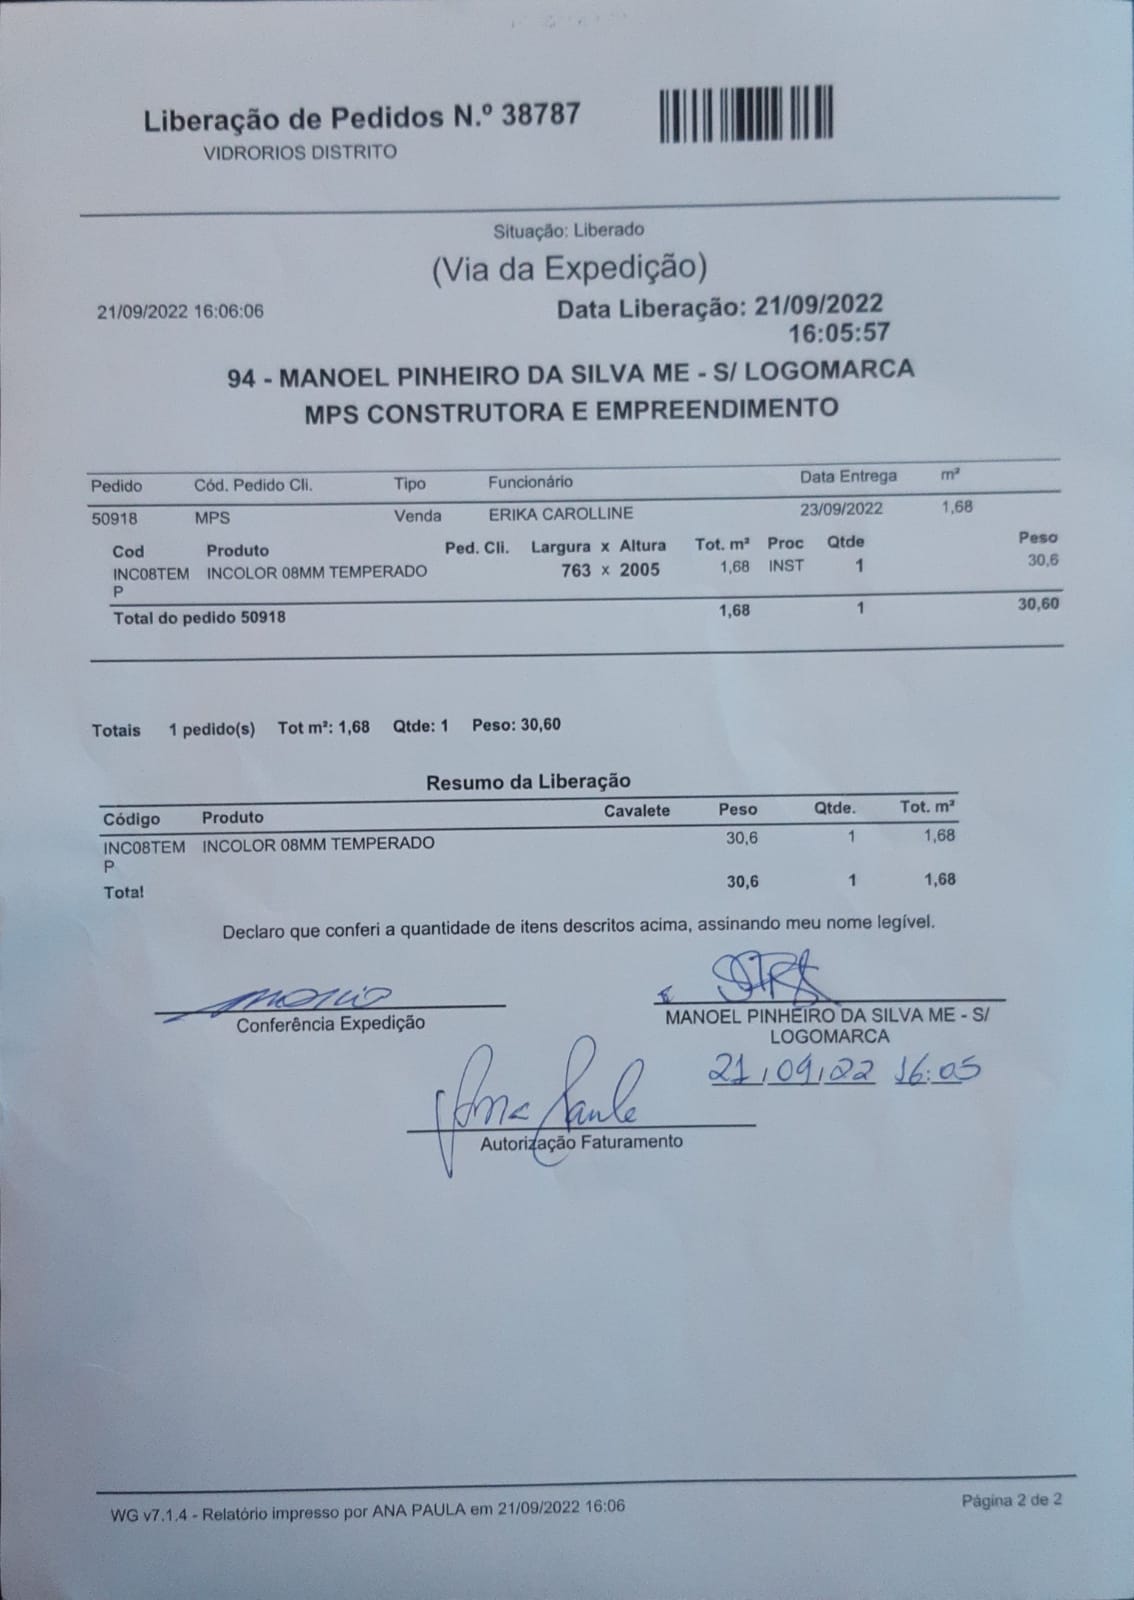 Liberação de Pedidos N.º 38787
VIDRORIOS DISTRITO
Situação: Liberado
(Via da Expedição)
21/09/2022 16:06:06 Data Liberação: 21/09/2022
16:05:57
94 - MANOEL PINHEIRO DA SILVA ME - S/ LOGOMARCA
MPS CONSTRUTORA E EMPREENDIMENTO
Pedido Cód. Pedido Cli. Tipo Funcionário Data Entrega m²
50918 MPS Venda ERIKA CAROLLINE 23/09/2022 1,68
Cod Produto Ped. Cli. Largura x Altura Tot. m² Proc Qtde Peso
INC08TEM INCOLOR 08MM TEMPERADO 763 x 2005 1,68 INST 1 30,6
P
Total do pedido 50918 1,68 1 30,60
Totais 1 pedido(s) Tot m²: 1,68 Qtde: 1 Peso: 30,60
Resumo da Liberação
Código Produto Cavalete Peso Qtde. Tot. m²
INC08TEM INCOLOR 08MM TEMPERADO 30,6 1 1,68
P
Total 30,6 1 1,68
Declaro que conferi a quantidade de itens descritos acima, assinando meu nome legível.
Conferência Expedição
MANOEL PINHEIRO DA SILVA ME - S/
LOGOMARCA
21/09/22 16:05
Ana Paula
Autorização Faturamento
WG v7.1.4 - Relatório impresso por ANA PAULA em 21/09/2022 16:06 Página 2 de 2